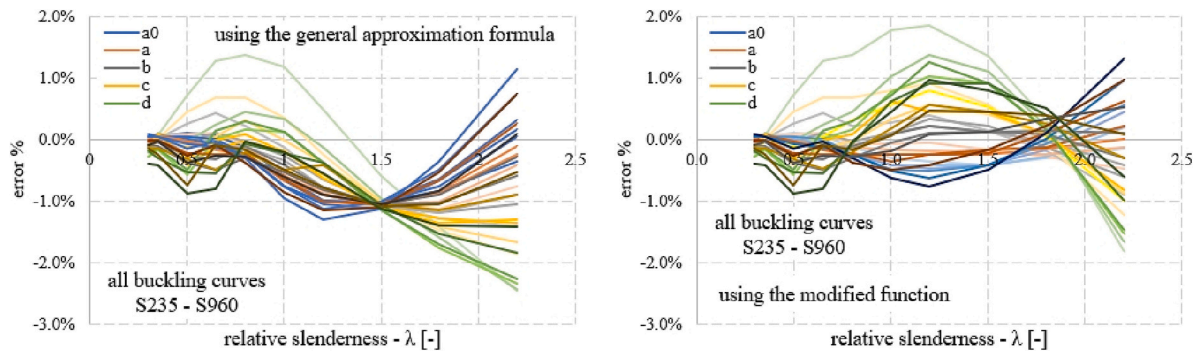 2.0%
a0
using the general approximation formula
a
1.0%
b
c
d
0.0%
0
0.5
1
1.5
2
2.5
error %
-1.0%
-2.0%
all buckling curves
S235 - S960
-3.0%
relative slenderness - λ [-]
2.0%
a0
a
1.0%
b
c
d
0.0%
0.0
0.5
1.0
1.5
2.0
2.5
error %
-1.0%
all buckling curves
S235 - S960
-2.0%
using the modified function
-3.0%
relative slenderness - λ [-]